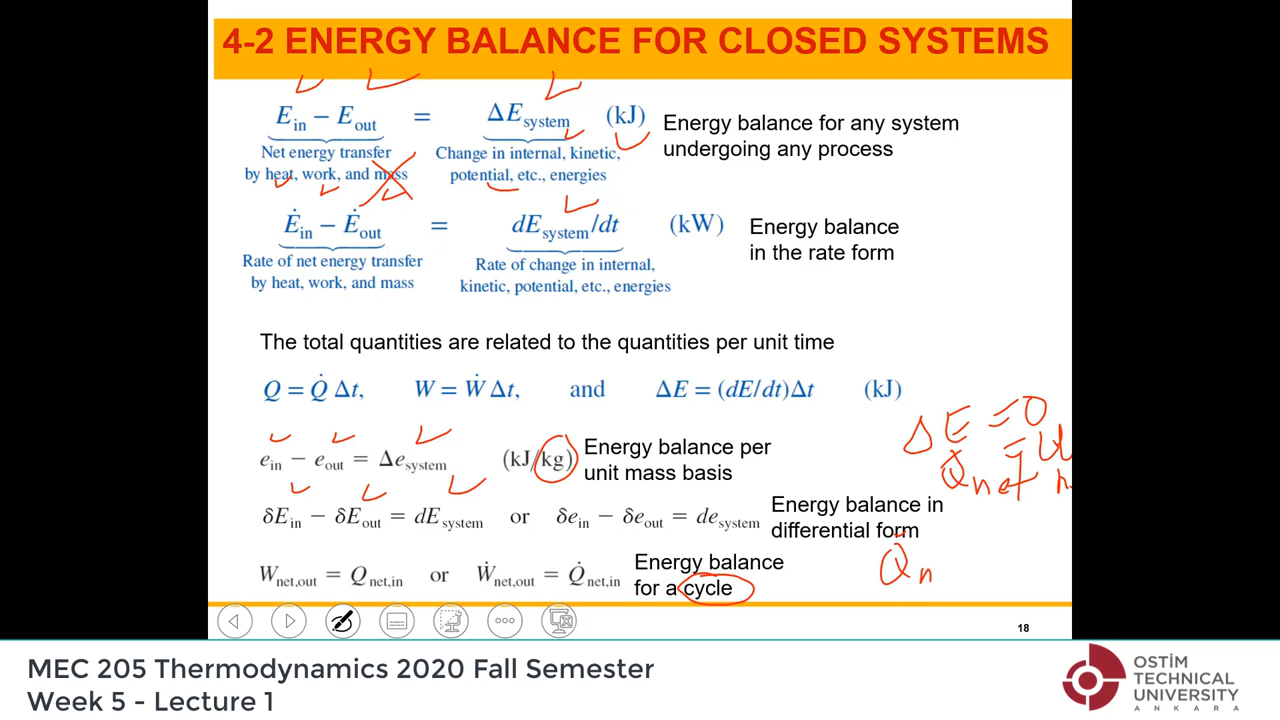 4-2 ENERGY BALANCE FOR CLOSED SYSTEMS
E_in − E_out = ΔE_system (kJ) Energy balance for any system
undergoing any process
Net energy transfer Change in internal, kinetic,
by heat, work, and mass potential, etc., energies
Ė_in − Ė_out = dE_system/dt (kW) Energy balance
in the rate form
Rate of net energy transfer Rate of change in internal,
by heat, work, and mass kinetic, potential, etc., energies
The total quantities are related to the quantities per unit time
Q = Q̇ Δt, W = Ẇ Δt, and ΔE = (dE/dt)Δt (kJ)
ΔE = 0
e_in − e_out = Δe_system (kJ/kg) Energy balance per
unit mass basis
Q_net =
δE_in − δE_out = dE_system or δe_in − δe_out = de_system Energy balance in
differential form
Q̇n
W_net,out = Q_net,in or Ẇ_net,out = Q̇_net,in Energy balance
for a cycle
18
MEC 205 Thermodynamics 2020 Fall Semester
Week 5 - Lecture 1
OSTİM
TECHNICAL
UNIVERSITY
ANKARA